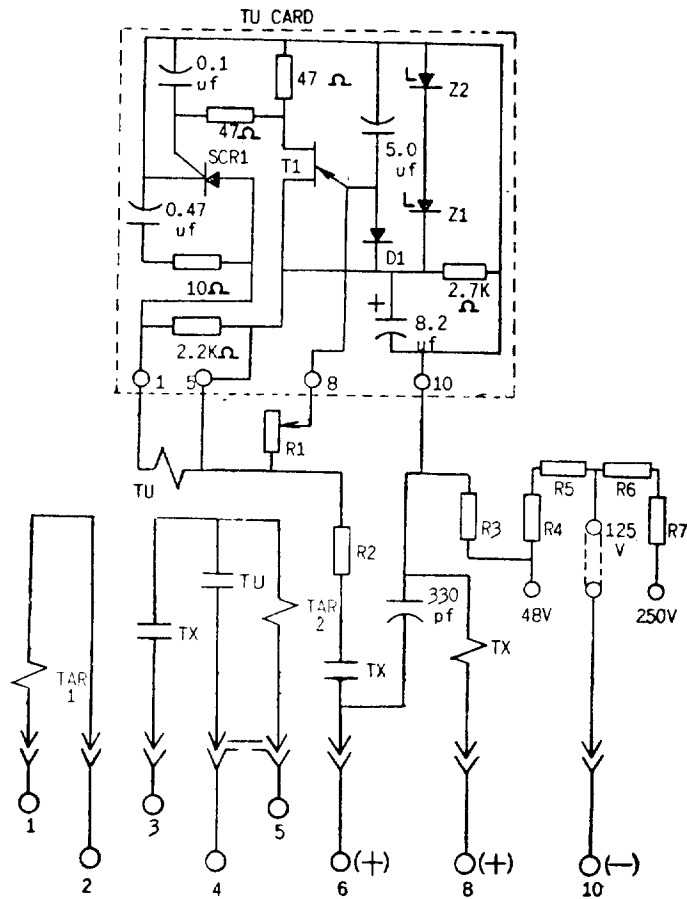 TU CARD
0.1
uf
47 Ω
Z2
47Ω
5.0
uf
SCR1
T1
Z1
0.47
uf
D1
10Ω
2.7K
Ω
+
8.2
uf
2.2KΩ
1
5
8
10
R1
TU
R5
R6
R3
R4
125
V
R7
R2
TU
TAR
2
330
pf
48V
250V
TX
TX
TX
TAR
1
1
3
5
2
4
6 (+)
8 (+)
10 (−)